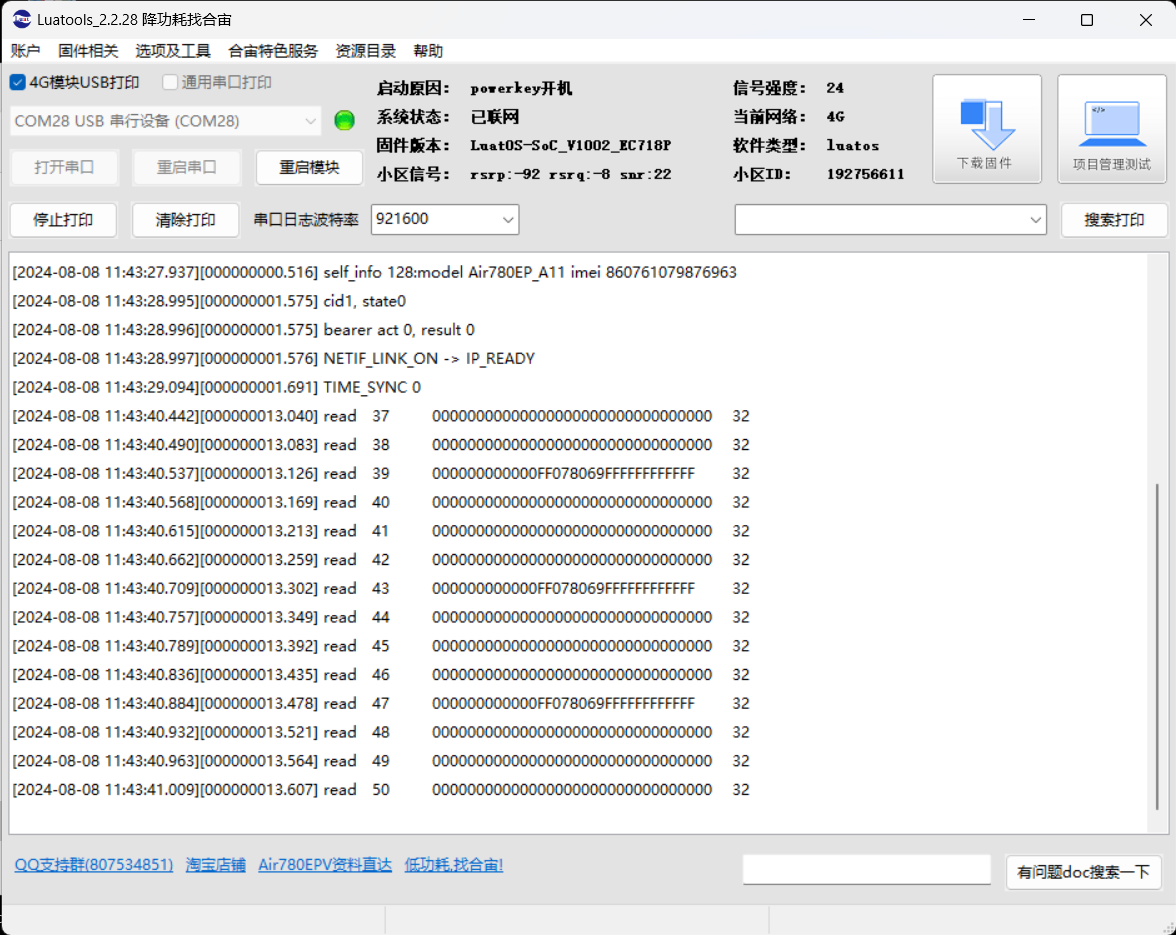 Luatools_2.2.28 降功耗找合宙
账户 固件相关 选项及工具 合宙特色服务 资源目录 帮助
4G模块USB打印 通用串口打印
COM28 USB 串行设备 (COM28)
打开串口 重启串口 重启模块
启动原因: powerkey开机 信号强度: 24
系统状态: 已联网 当前网络: 4G
固件版本: LuatOS-SoC_V1002_EC718P 软件类型: luatos
小区信号: rsrp:-92 rsrq:-8 snr:22 小区ID: 192756611
下载固件 项目管理测试
停止打印 清除打印 串口日志波特率 921600 搜索打印
[2024-08-08 11:43:27.937][000000000.516] self_info 128:model Air780EP_A11 imei 860761079876963
[2024-08-08 11:43:28.995][000000001.575] cid1, state0
[2024-08-08 11:43:28.996][000000001.575] bearer act 0, result 0
[2024-08-08 11:43:28.997][000000001.576] NETIF_LINK_ON -> IP_READY
[2024-08-08 11:43:29.094][000000001.691] TIME_SYNC 0
[2024-08-08 11:43:40.442][000000013.040] read 37 00000000000000000000000000000000 32
[2024-08-08 11:43:40.490][000000013.083] read 38 00000000000000000000000000000000 32
[2024-08-08 11:43:40.537][000000013.126] read 39 000000000000FF078069FFFFFFFFFFFF 32
[2024-08-08 11:43:40.568][000000013.169] read 40 00000000000000000000000000000000 32
[2024-08-08 11:43:40.615][000000013.213] read 41 00000000000000000000000000000000 32
[2024-08-08 11:43:40.662][000000013.259] read 42 00000000000000000000000000000000 32
[2024-08-08 11:43:40.709][000000013.302] read 43 000000000000FF078069FFFFFFFFFFFF 32
[2024-08-08 11:43:40.757][000000013.349] read 44 00000000000000000000000000000000 32
[2024-08-08 11:43:40.789][000000013.392] read 45 00000000000000000000000000000000 32
[2024-08-08 11:43:40.836][000000013.435] read 46 00000000000000000000000000000000 32
[2024-08-08 11:43:40.884][000000013.478] read 47 000000000000FF078069FFFFFFFFFFFF 32
[2024-08-08 11:43:40.932][000000013.521] read 48 00000000000000000000000000000000 32
[2024-08-08 11:43:40.963][000000013.564] read 49 00000000000000000000000000000000 32
[2024-08-08 11:43:41.009][000000013.607] read 50 00000000000000000000000000000000 32
QQ支持群(807534851) 淘宝店铺 Air780EPV资料直达 低功耗,找合宙! 有问题doc搜索一下